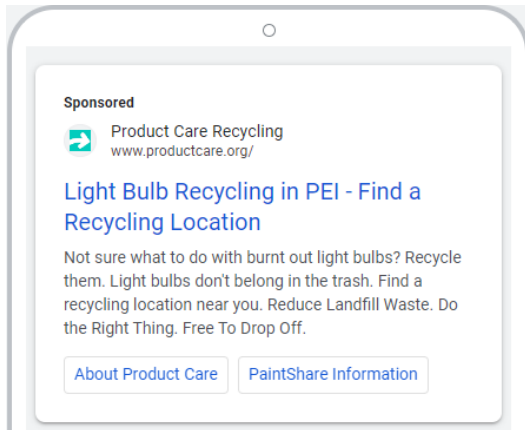 Sponsored
Product Care Recycling
www.productcare.org/
Light Bulb Recycling in PEI - Find a
Recycling Location
Not sure what to do with burnt out light bulbs? Recycle
them. Light bulbs don't belong in the trash. Find a
recycling location near you. Reduce Landfill Waste. Do
the Right Thing. Free To Drop Off.
About Product Care
PaintShare Information